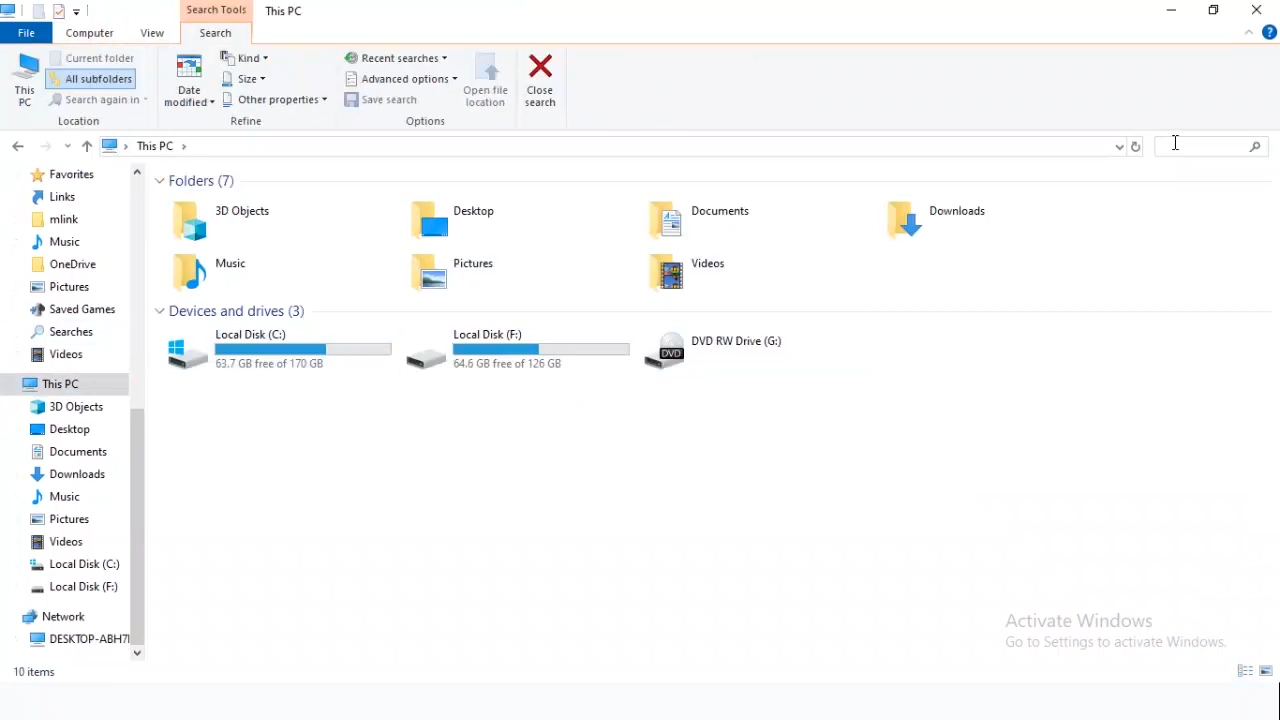 Search Tools
This PC
File
Computer
View
Search
This PC
Current folder
All subfolders
Search again in
Location
Date modified
Kind
Size
Other properties
Refine
Recent searches
Advanced options
Save search
Options
Open file location
Close search
This PC
Favorites
Links
mlink
Music
OneDrive
Pictures
Saved Games
Searches
Videos
This PC
3D Objects
Desktop
Documents
Downloads
Music
Pictures
Videos
Local Disk (C:)
Local Disk (F:)
Network
DESKTOP-ABH7
Folders (7)
3D Objects
Desktop
Documents
Downloads
Music
Pictures
Videos
Devices and drives (3)
Local Disk (C:)
63.7 GB free of 170 GB
Local Disk (F:)
64.6 GB free of 126 GB
DVD RW Drive (G:)
DVD
Activate Windows
Go to Settings to activate Windows.
10 items